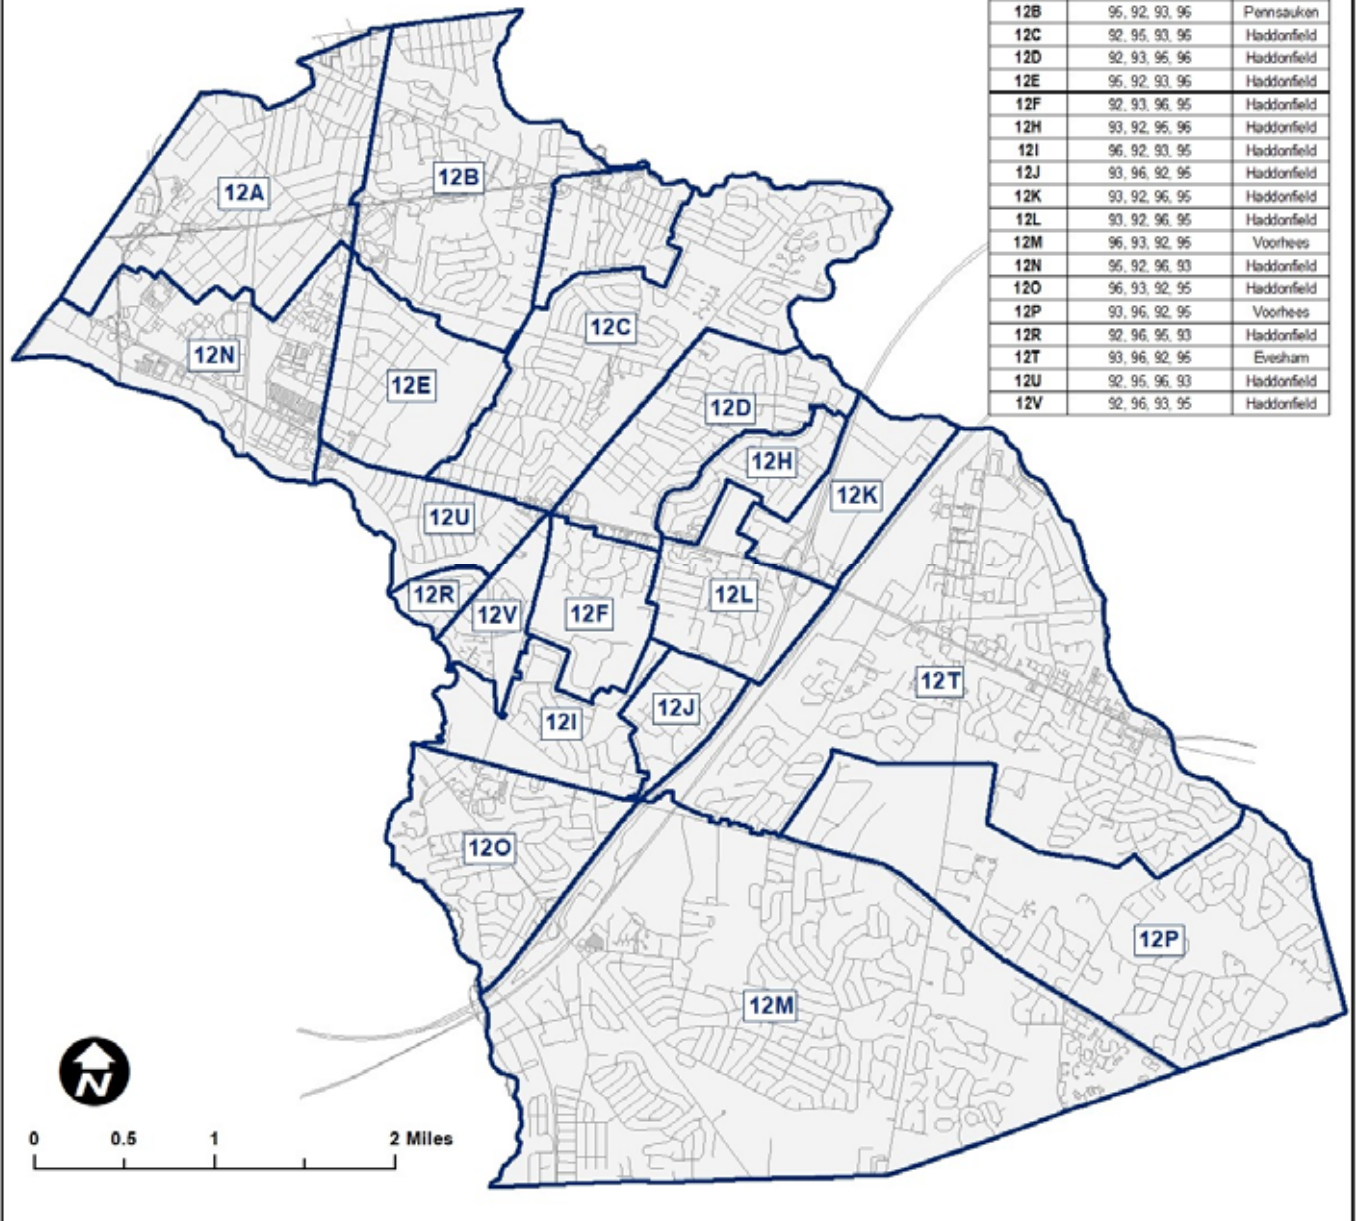 12B 95, 92, 93, 96 Pennsauken
12C 92, 95, 93, 96 Haddonfield
12D 92, 93, 95, 96 Haddonfield
12E 95, 92, 93, 96 Haddonfield
12F 92, 93, 96, 95 Haddonfield
12H 93, 92, 95, 96 Haddonfield
12I 96, 92, 93, 95 Haddonfield
12J 93, 96, 92, 95 Haddonfield
12K 93, 92, 96, 95 Haddonfield
12L 93, 92, 96, 95 Haddonfield
12M 96, 93, 92, 95 Voorhees
12N 95, 92, 96, 93 Haddonfield
12O 96, 93, 92, 95 Haddonfield
12P 93, 96, 92, 95 Voorhees
12R 92, 96, 95, 93 Haddonfield
12T 93, 96, 92, 95 Evesham
12U 92, 95, 96, 93 Haddonfield
12V 92, 96, 93, 95 Haddonfield
12B
12A
12C
12N
12E
12D
12H
12K
12U
12R
12V
12F
12L
12T
12J
12I
12O
12P
12M
N
0 0.5 1 2 Miles